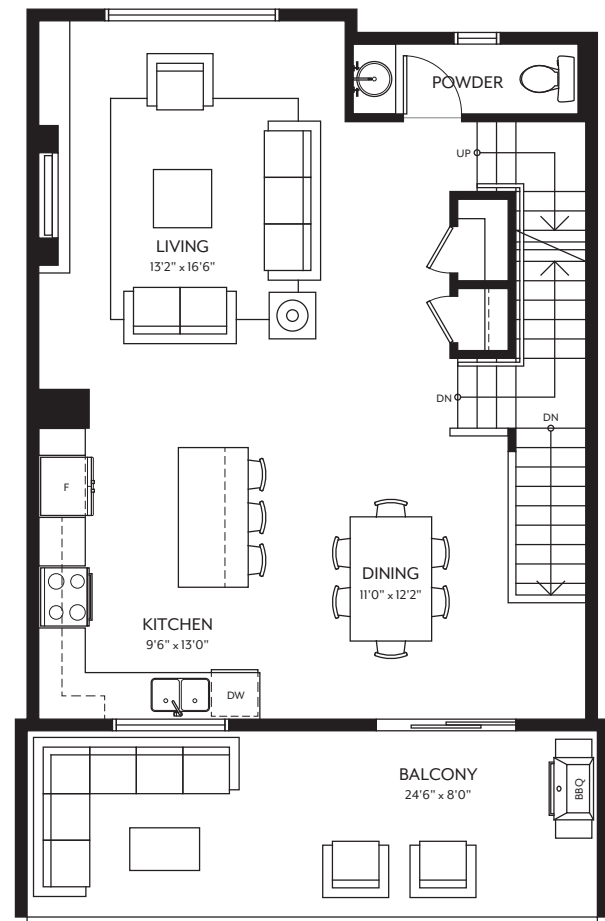 POWDER
UP
LIVING
13'2" x 16'6"
DN
DN
F
DINING
11'0" x 12'2"
KITCHEN
9'6" x 13'0"
DW
BALCONY
24'6" x 8'0"
BBQ